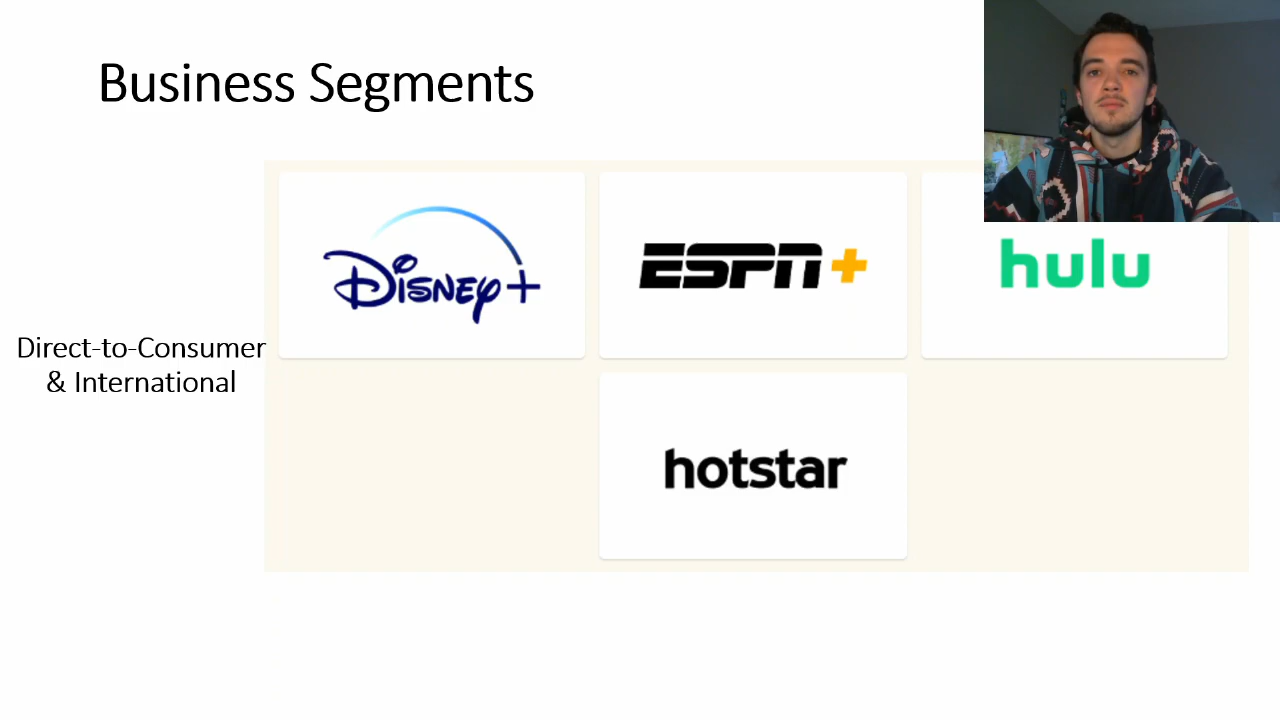 Business Segments
Disney+
ESPN+
hulu
Direct-to-Consumer
& International
hotstar